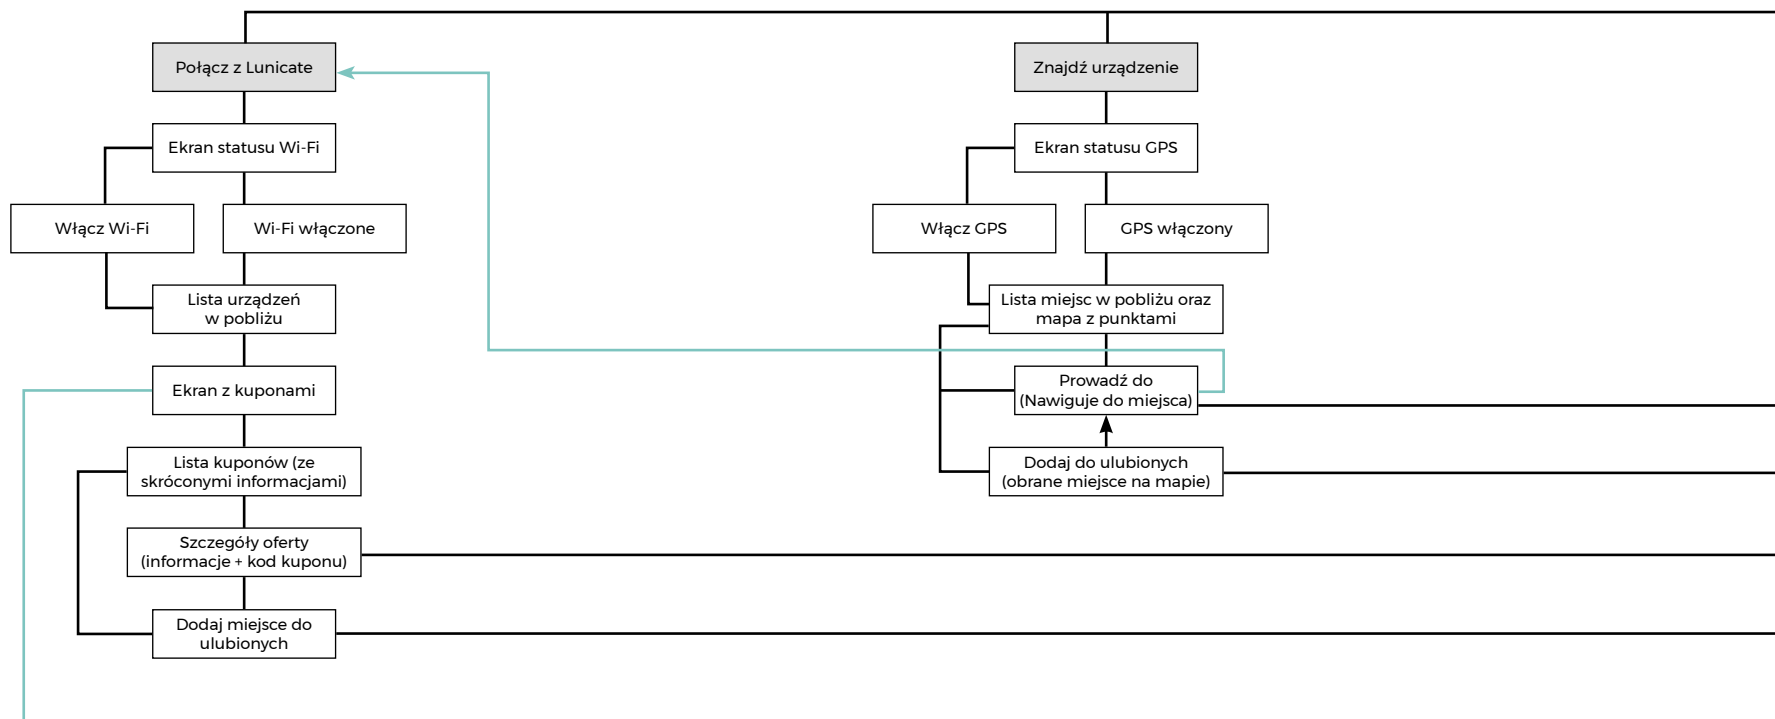 Połącz z Lunicate
Ekran statusu Wi-Fi
Włącz Wi-Fi
Wi-Fi włączone
Lista urządzeń
w pobliżu
Ekran z kuponami
Lista kuponów (ze
skróconymi informacjami)
Szczegóły oferty
(informacje + kod kuponu)
Dodaj miejsce do
ulubionych
Znajdź urządzenie
Ekran statusu GPS
Włącz GPS
GPS włączony
Lista miejsc w pobliżu oraz
mapa z punktami
Prowadź do
(Nawiguje do miejsca)
Dodaj do ulubionych
(obrane miejsce na mapie)